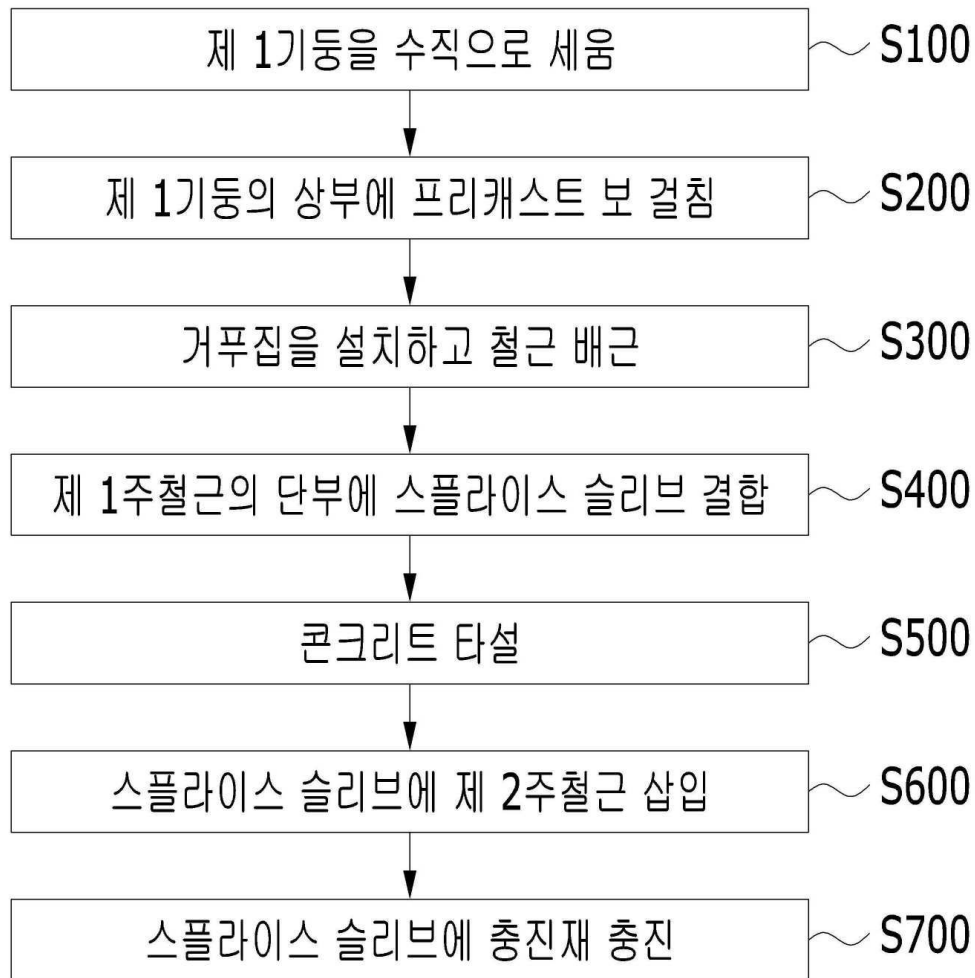 제 1기둥을 수직으로 세움 S100
제 1기둥의 상부에 프리캐스트 보 걸침 S200
거푸집을 설치하고 철근 배근 S300
제 1주철근의 단부에 스플라이스 슬리브 결합 S400
콘크리트 타설 S500
스플라이스 슬리브에 제 2주철근 삽입 S600
스플라이스 슬리브에 충진재 충진 S700